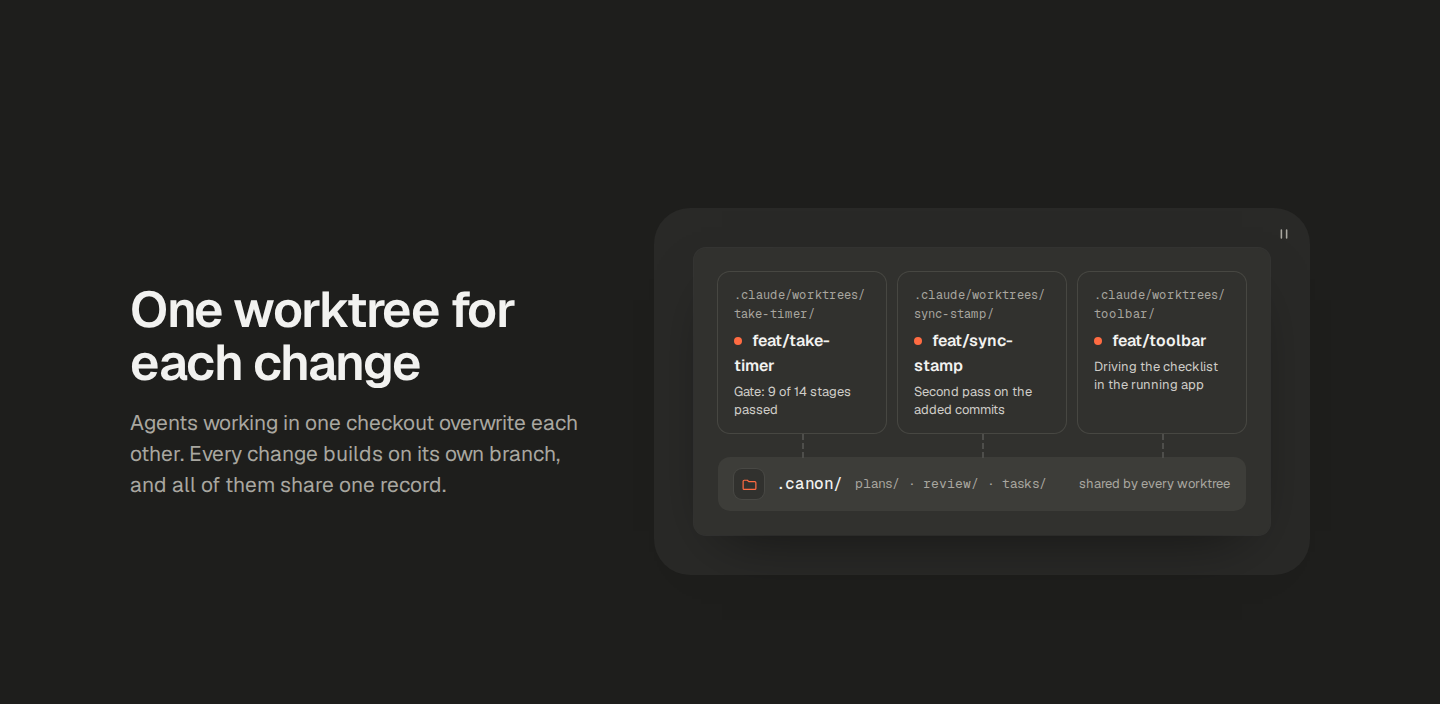 One worktree for
each change
Agents working in one checkout overwrite each
other. Every change builds on its own branch,
and all of them share one record.
.claude/worktrees/
take-timer/
feat/take-
timer
Gate: 9 of 14 stages
passed
.claude/worktrees/
sync-stamp/
feat/sync-
stamp
Second pass on the
added commits
.claude/worktrees/
toolbar/
feat/toolbar
Driving the checklist
in the running app
.canon/ plans/ · review/ · tasks/ shared by every worktree